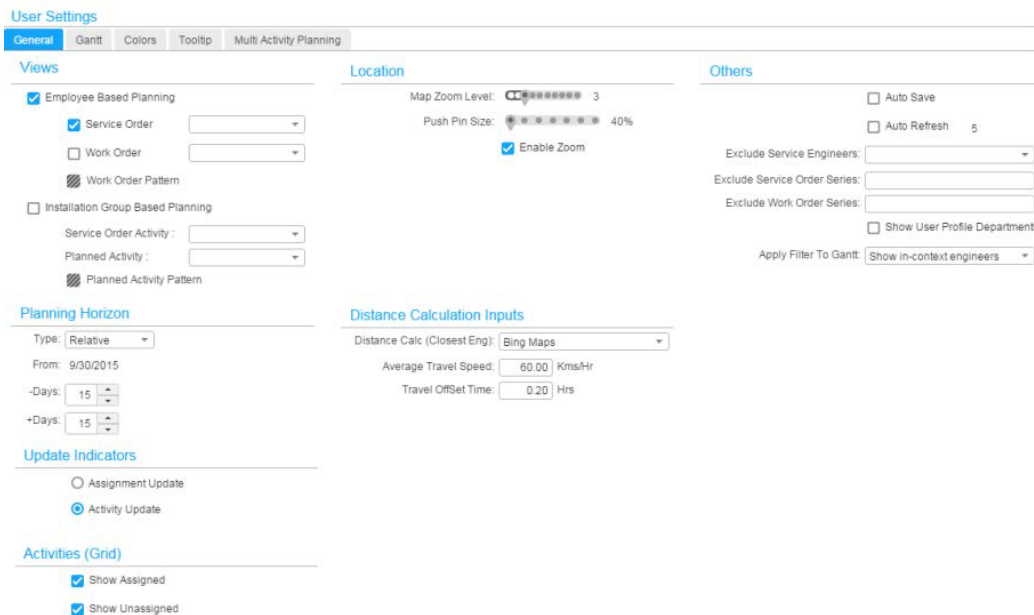 User Settings
General Gantt Colors Tooltip Multi Activity Planning
Views
Employee Based Planning
Service Order
Work Order
Work Order Pattern
Installation Group Based Planning
Service Order Activity :
Planned Activity :
Planned Activity Pattern
Location
Map Zoom Level: 3
Push Pin Size: 40%
Enable Zoom
Others
Auto Save
Auto Refresh 5
Exclude Service Engineers:
Exclude Service Order Series:
Exclude Work Order Series:
Show User Profile Department
Apply Filter To Gantt: Show in-context engineers
Planning Horizon
Type: Relative
From: 9/30/2015
-Days: 15
+Days: 15
Distance Calculation Inputs
Distance Calc (Closest Eng): Bing Maps
Average Travel Speed: 60.00 Kms/Hr
Travel OffSet Time: 0.20 Hrs
Update Indicators
Assignment Update
Activity Update
Activities (Grid)
Show Assigned
Show Unassigned